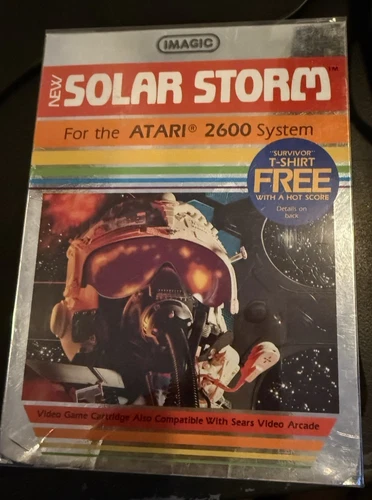 IMAGIC
NEW SOLAR STORM™
For the ATARI® 2600 System
"SURVIVOR"
T-SHIRT
FREE
WITH A HOT SCORE
Details on
back
Video Game Cartridge Also Compatible With Sears Video Arcade